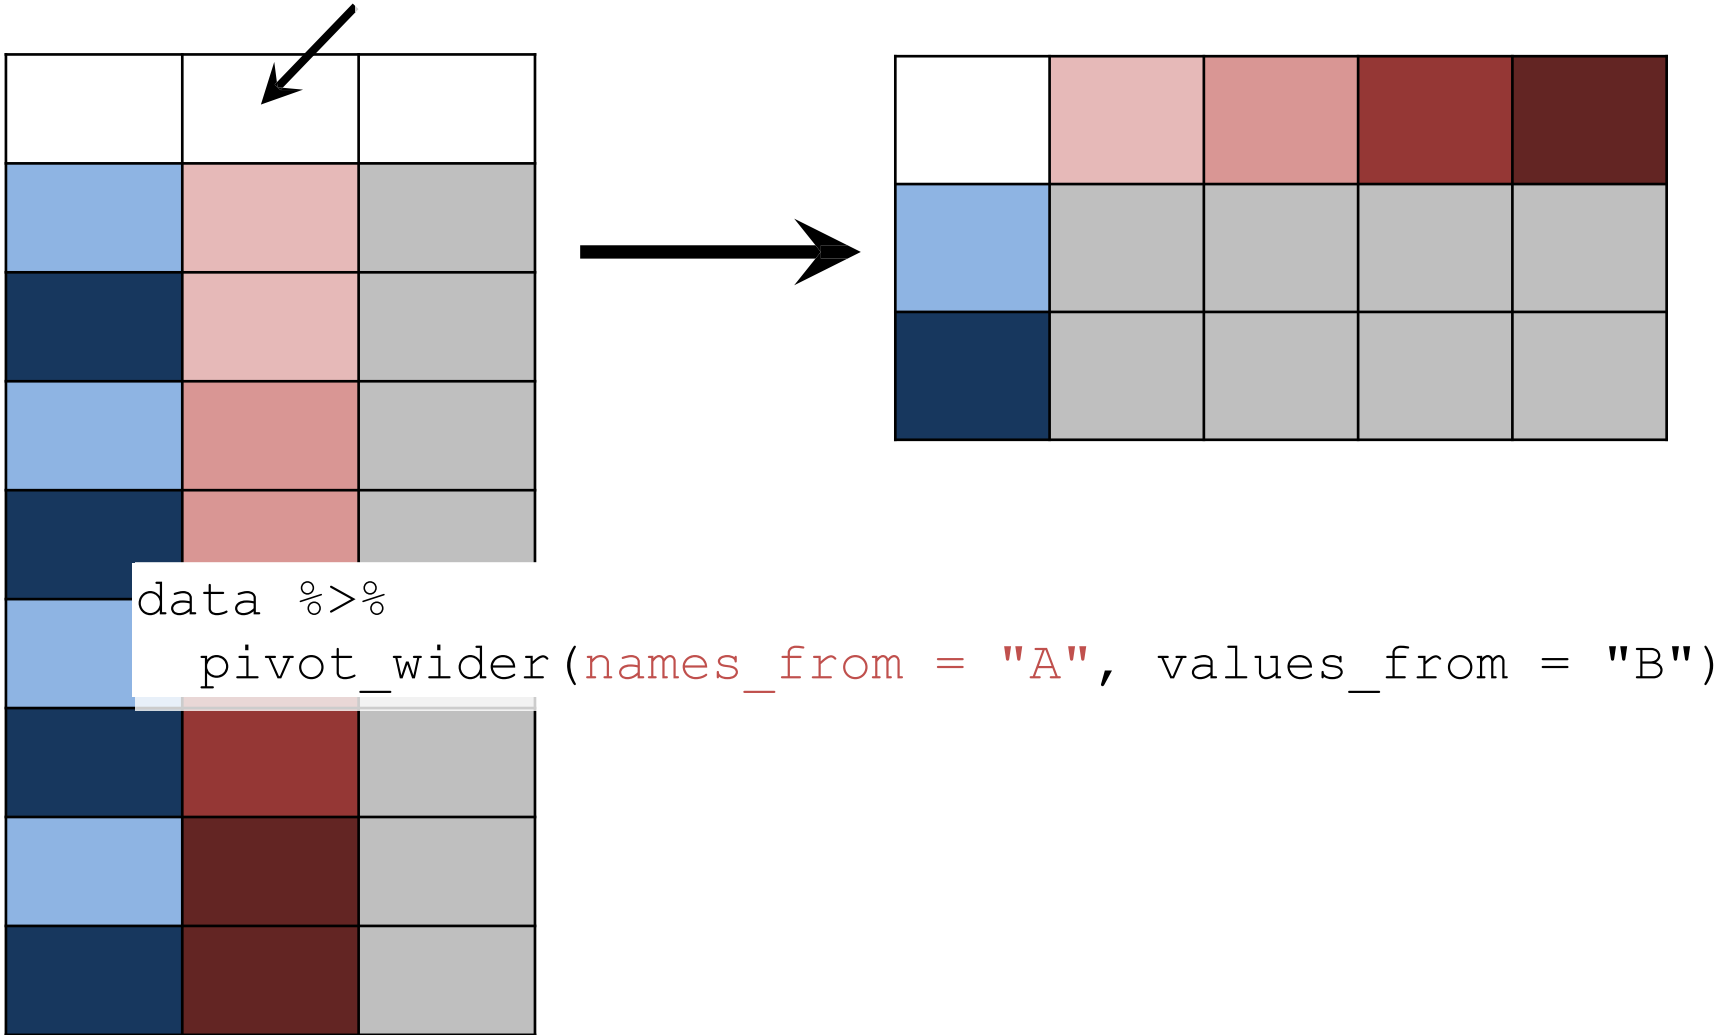 data %>%
pivot_wider(names_from = "A", values_from = "B")